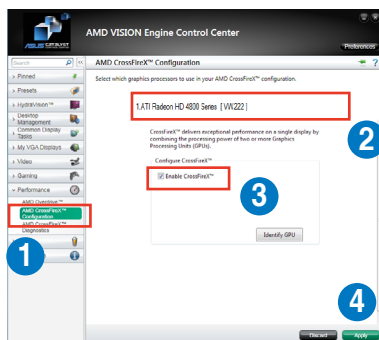 AMD VISION Engine Control Center
ASUS CATALYST
Preferences
Search
AMD CrossFireX™ Configuration
?
Pinned
Presets
HydraVision™
Desktop Management
Common Display Tasks
My VGA Displays
Video
Gaming
Performance
AMD Overdrive™
AMD CrossFireX™ Configuration
AMD CrossFireX™ Diagnostics
Select which graphics processors to use in your AMD CrossFireX™ configuration.
1.ATI Radeon HD 4800 Series [ VW222 ]
CrossFireX™ delivers exceptional performance on a single display by
combining the processing power of two or more Graphics
Processing Units (GPUs).
Configure CrossFireX™
Enable CrossFireX™
Identify GPU
1
2
3
4
Discard
Apply